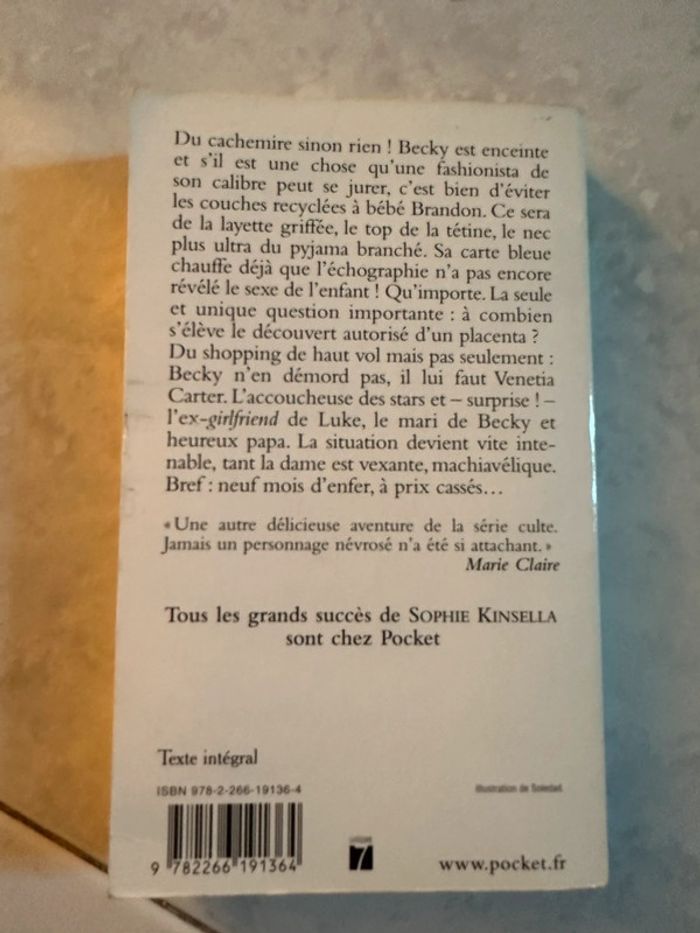 Du cachemire sinon rien ! Becky est enceinte
et s'il est une chose qu'une fashionista de
son calibre peut se jurer, c'est bien d'éviter
les couches recyclées à bébé Brandon. Ce sera
de la layette griffée, le top de la tétine, le nec
plus ultra du pyjama branché. Sa carte bleue
chauffe déjà que l'échographie n'a pas encore
révélé le sexe de l'enfant ! Qu'importe. La seule
et unique question importante : à combien
s'élève le découvert autorisé d'un placenta ?
Du shopping de haut vol mais pas seulement :
Becky n'en démord pas, il lui faut Venetia
Carter. L'accoucheuse des stars et – surprise ! –
l'ex-girlfriend de Luke, le mari de Becky et
heureux papa. La situation devient vite inte-
nable, tant la dame est vexante, machiavélique.
Bref : neuf mois d'enfer, à prix cassés…
« Une autre délicieuse aventure de la série culte.
Jamais un personnage névrosé n'a été si attachant. »
Marie Claire
Tous les grands succès de SOPHIE KINSELLA
sont chez Pocket
Texte intégral
ISBN 978-2-266-19136-4
Illustration de Soledad
9 782266 191364
7
www.pocket.fr